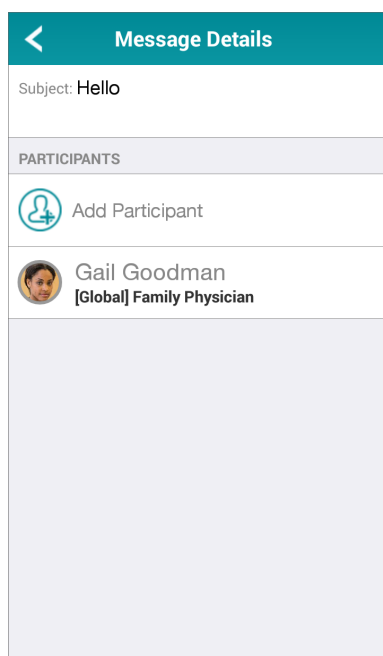 Message Details
Subject: Hello
PARTICIPANTS
Add Participant
Gail Goodman
[Global] Family Physician